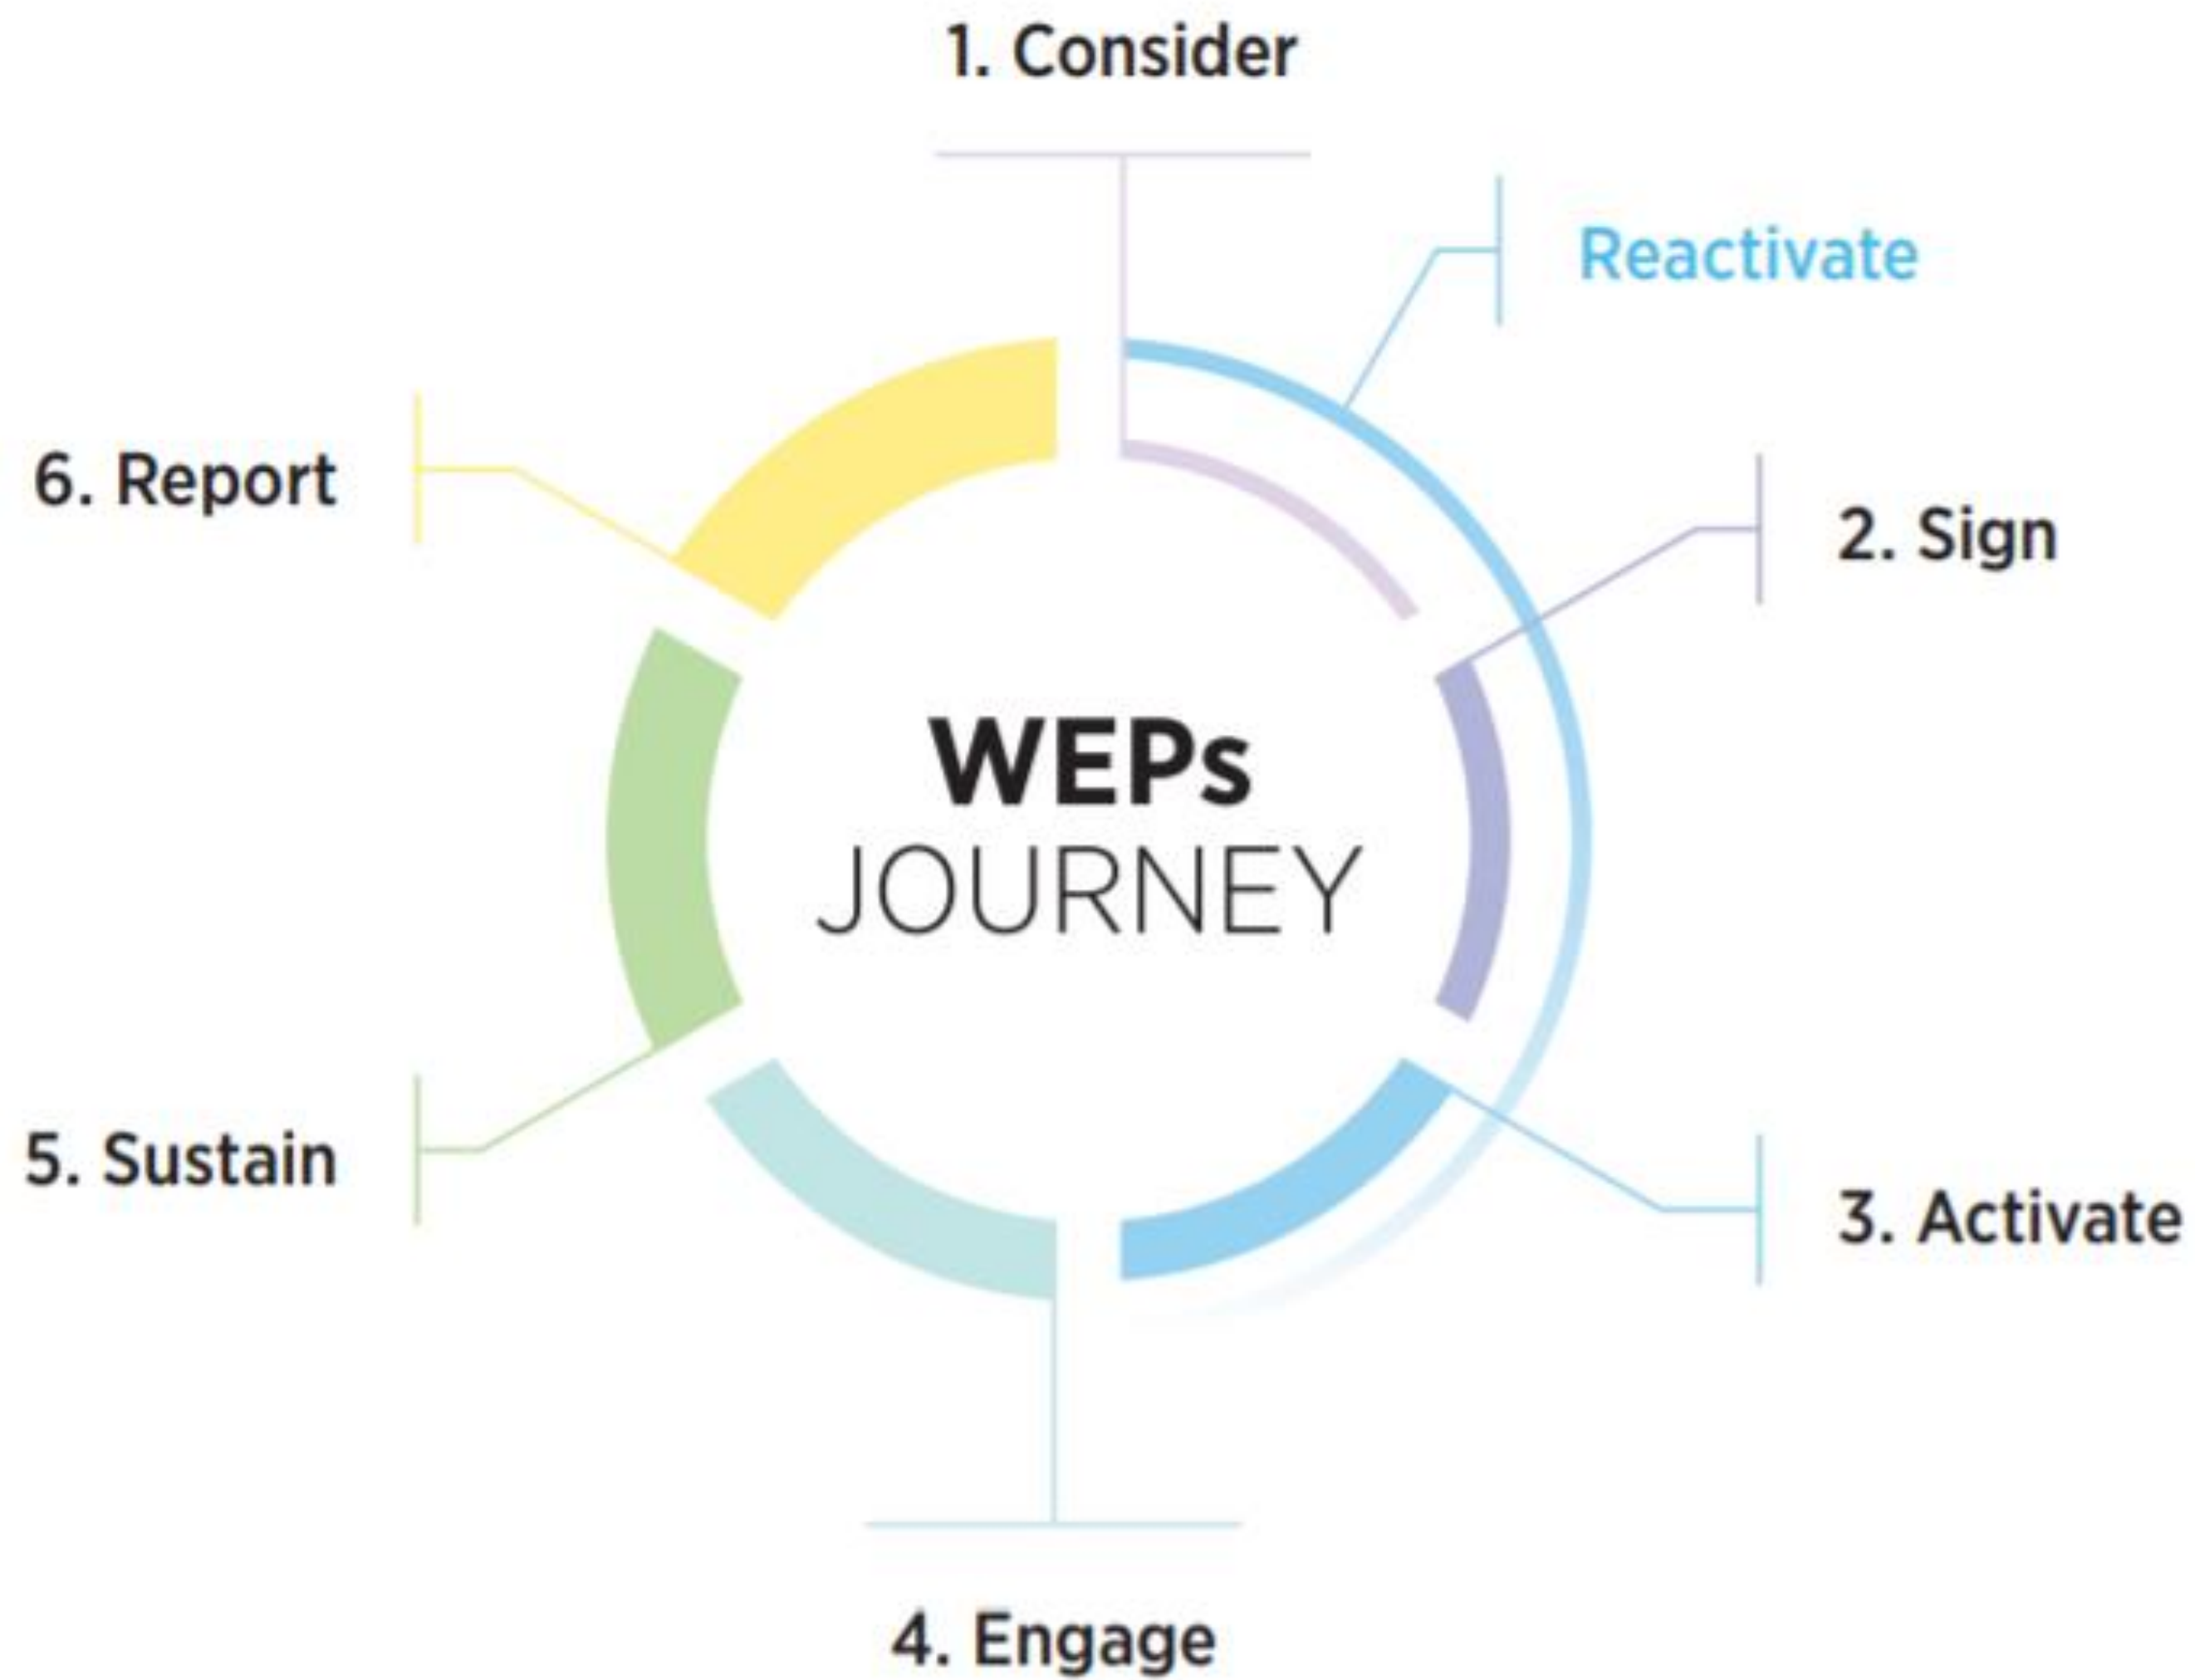 1. Consider
Reactivate
2. Sign
3. Activate
4. Engage
5. Sustain
6. Report
WEPs
JOURNEY